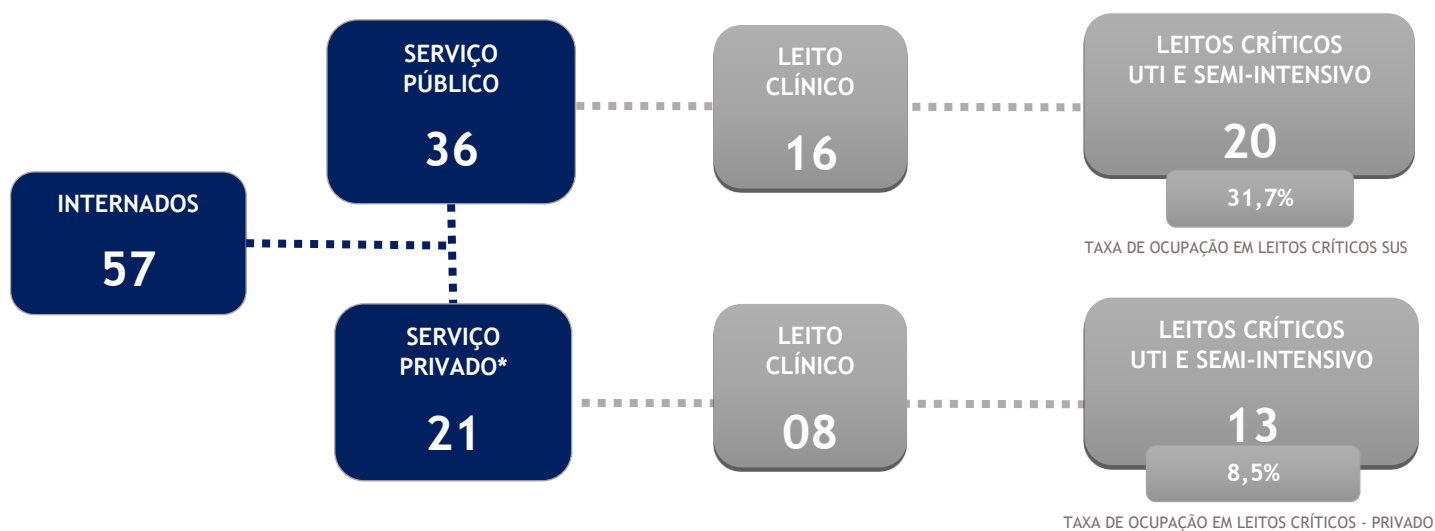 INTERNADOS
57
SERVIÇO
PÚBLICO
36
LEITO
CLÍNICO
16
LEITOS CRÍTICOS
UTI E SEMI-INTENSIVO
20
31,7%
TAXA DE OCUPAÇÃO EM LEITOS CRÍTICOS SUS
SERVIÇO
PRIVADO*
21
LEITO
CLÍNICO
08
LEITOS CRÍTICOS
UTI E SEMI-INTENSIVO
13
8,5%
TAXA DE OCUPAÇÃO EM LEITOS CRÍTICOS - PRIVADO